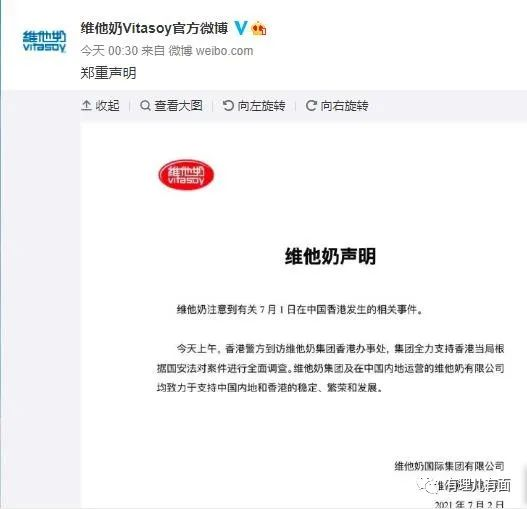 维他奶
vitasoy
维他奶Vitasoy官方微博
今天 00:30 来自 微博 weibo.com
郑重声明
收起 查看大图 向左旋转 向右旋转
维他奶
vitasoy
维他奶声明
维他奶注意到有关 7 月 1 日在中国香港发生的相关事件。
今天上午，香港警方到访维他奶集团香港办事处，集团全力支持香港当局根
据国安法对案件进行全面调查。维他奶集团及在中国内地运营的维他奶有限公司
均致力于支持中国内地和香港的稳定、繁荣和发展。
维他奶国际集团有限公司
有理儿有面
2021 年 7 月 2 日